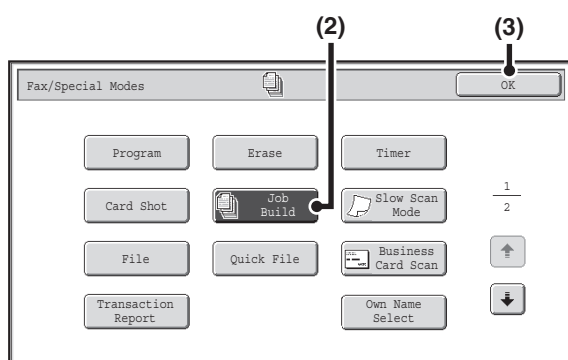 (2)
(3)
Fax/Special Modes
OK
Program
Erase
Timer
Card Shot
Job
Build
Slow Scan
Mode
1
2
File
Quick File
Business
Card Scan
Transaction
Report
Own Name
Select